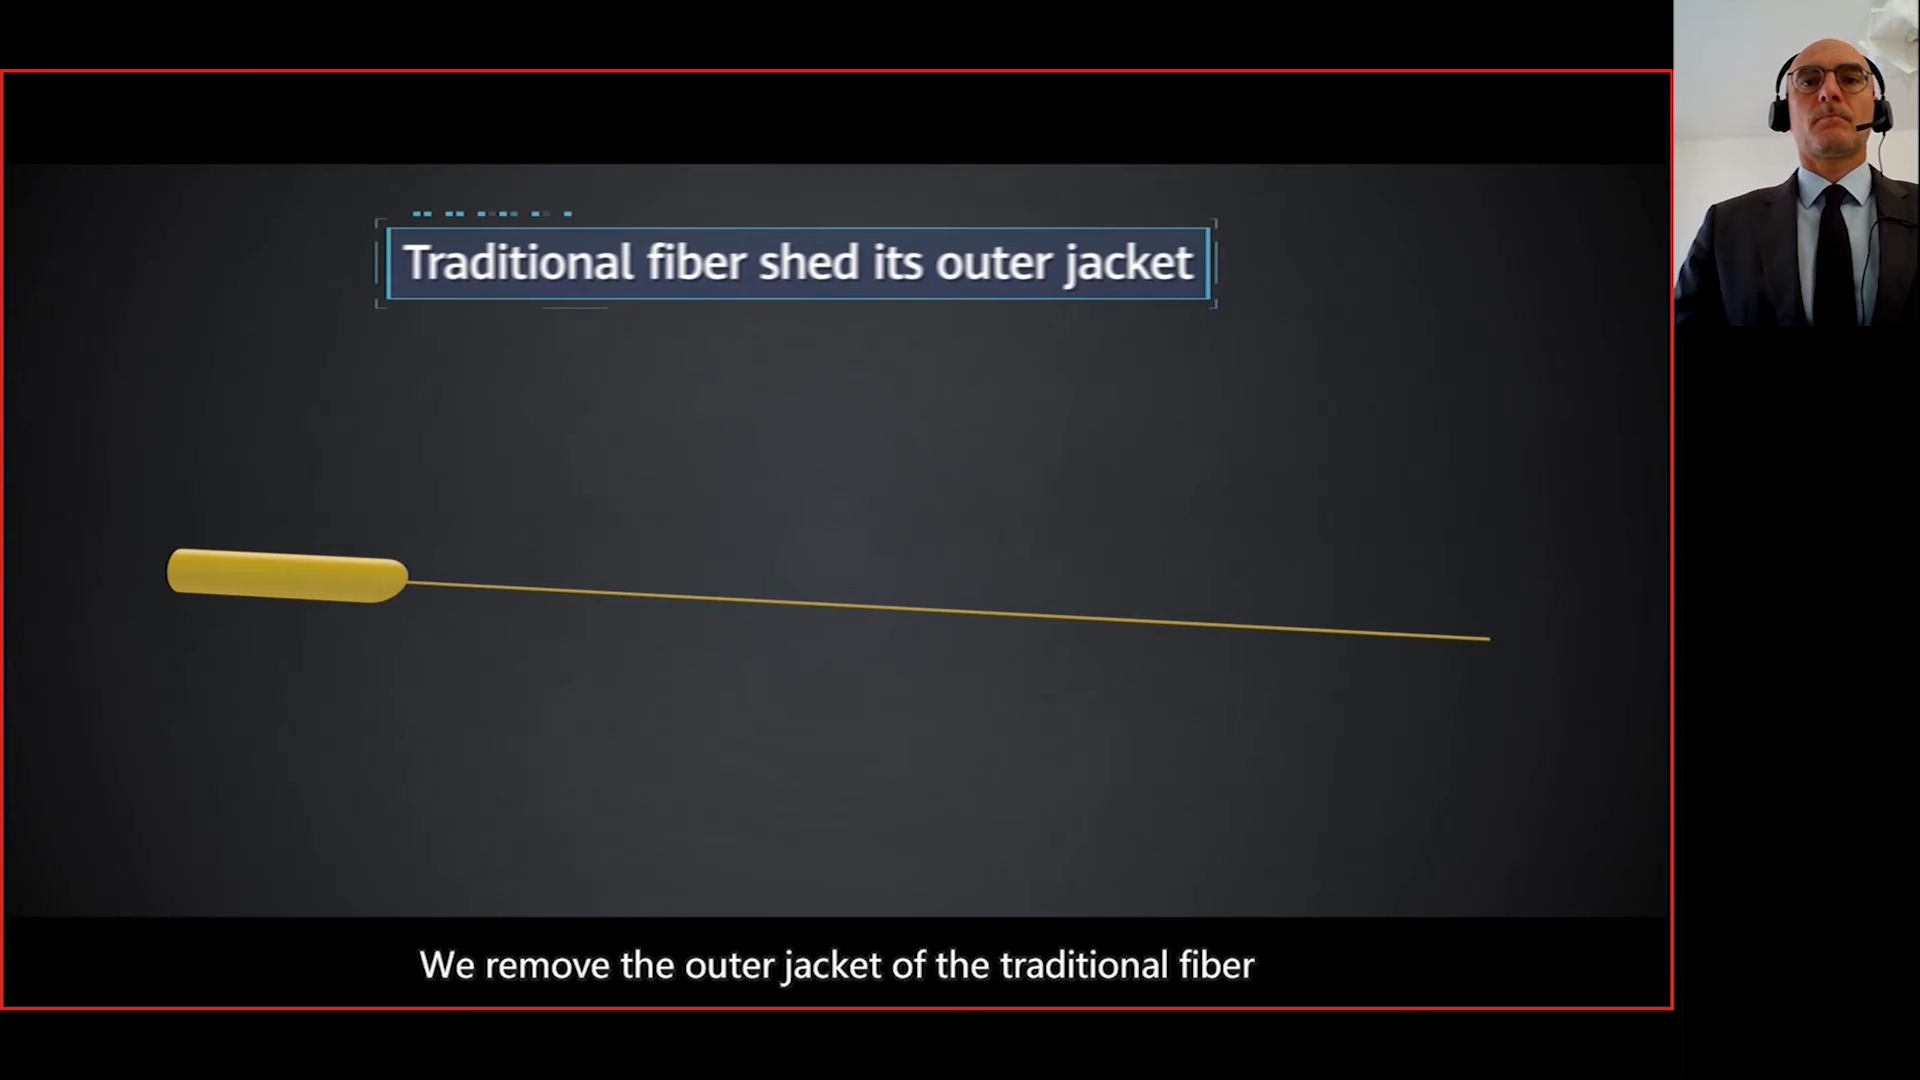 Traditional fiber shed its outer jacket
We remove the outer jacket of the traditional fiber